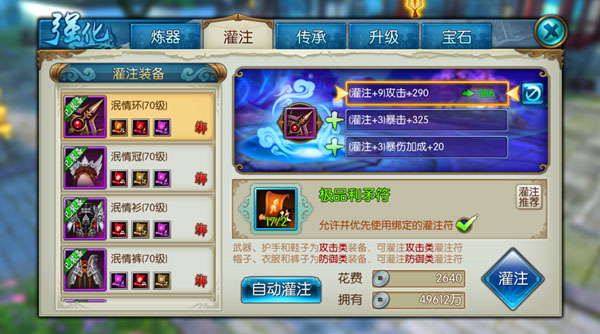 强化
炼器 灌注 传承 升级 宝石
灌注装备
泯情环(70级)
绑
泯情冠(70级)
绑
泯情衫(70级)
绑
泯情裤(70级)
绑
(灌注+9)攻击+290
(灌注+3)暴击+325
(灌注+3)暴伤加成+20
极品利矛符
灌注推荐
允许并优先使用绑定的灌注符
武器、护手和鞋子为攻击类装备、可灌注攻击类灌注符
帽子、衣服和裤子为防御类装备、可灌注防御类灌注符
自动灌注
花费 2640
拥有 49612万
灌注